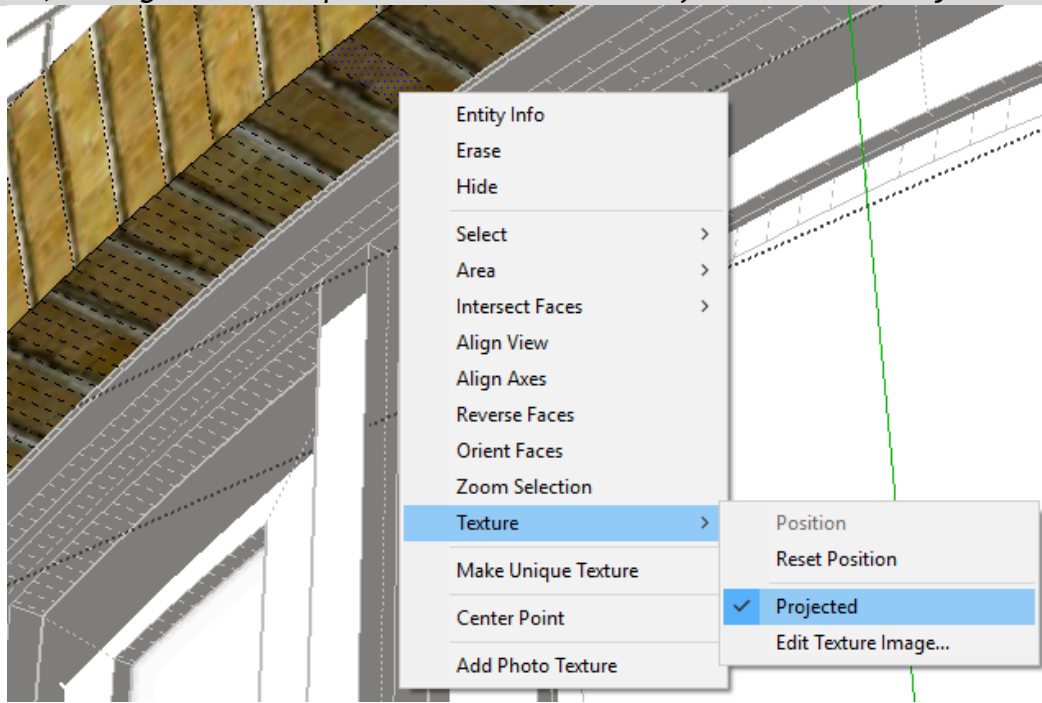 Entity Info
Erase
Hide
Select
Area
Intersect Faces
Align View
Align Axes
Reverse Faces
Orient Faces
Zoom Selection
Texture
Make Unique Texture
Center Point
Add Photo Texture
Position
Reset Position
Projected
Edit Texture Image...